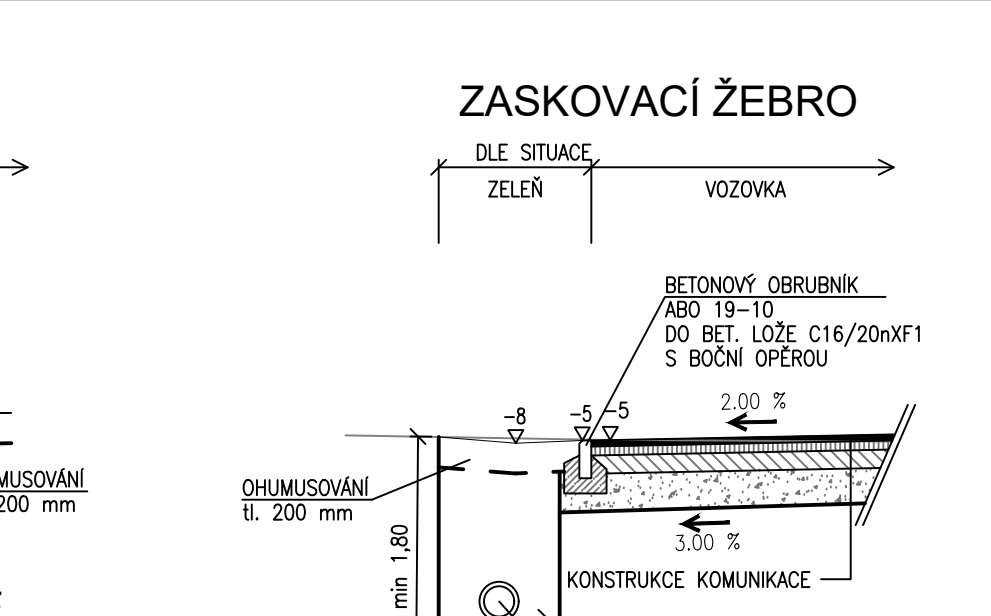 ZASKOVACÍ ŽEBRO
DLE SITUACE
ZELEŇ
VOZOVKA
BETONOVÝ OBRUBNÍK
ABO 19-10
DO BET. LOŽE C16/20nXF1
S BOČNÍ OPĚROU
2.00 %
-8
-5
-5
MUSOVÁNÍ
200 mm
OHUMUSOVÁNÍ
tl. 200 mm
min 1,80
3.00 %
KONSTRUKCE KOMUNIKACE